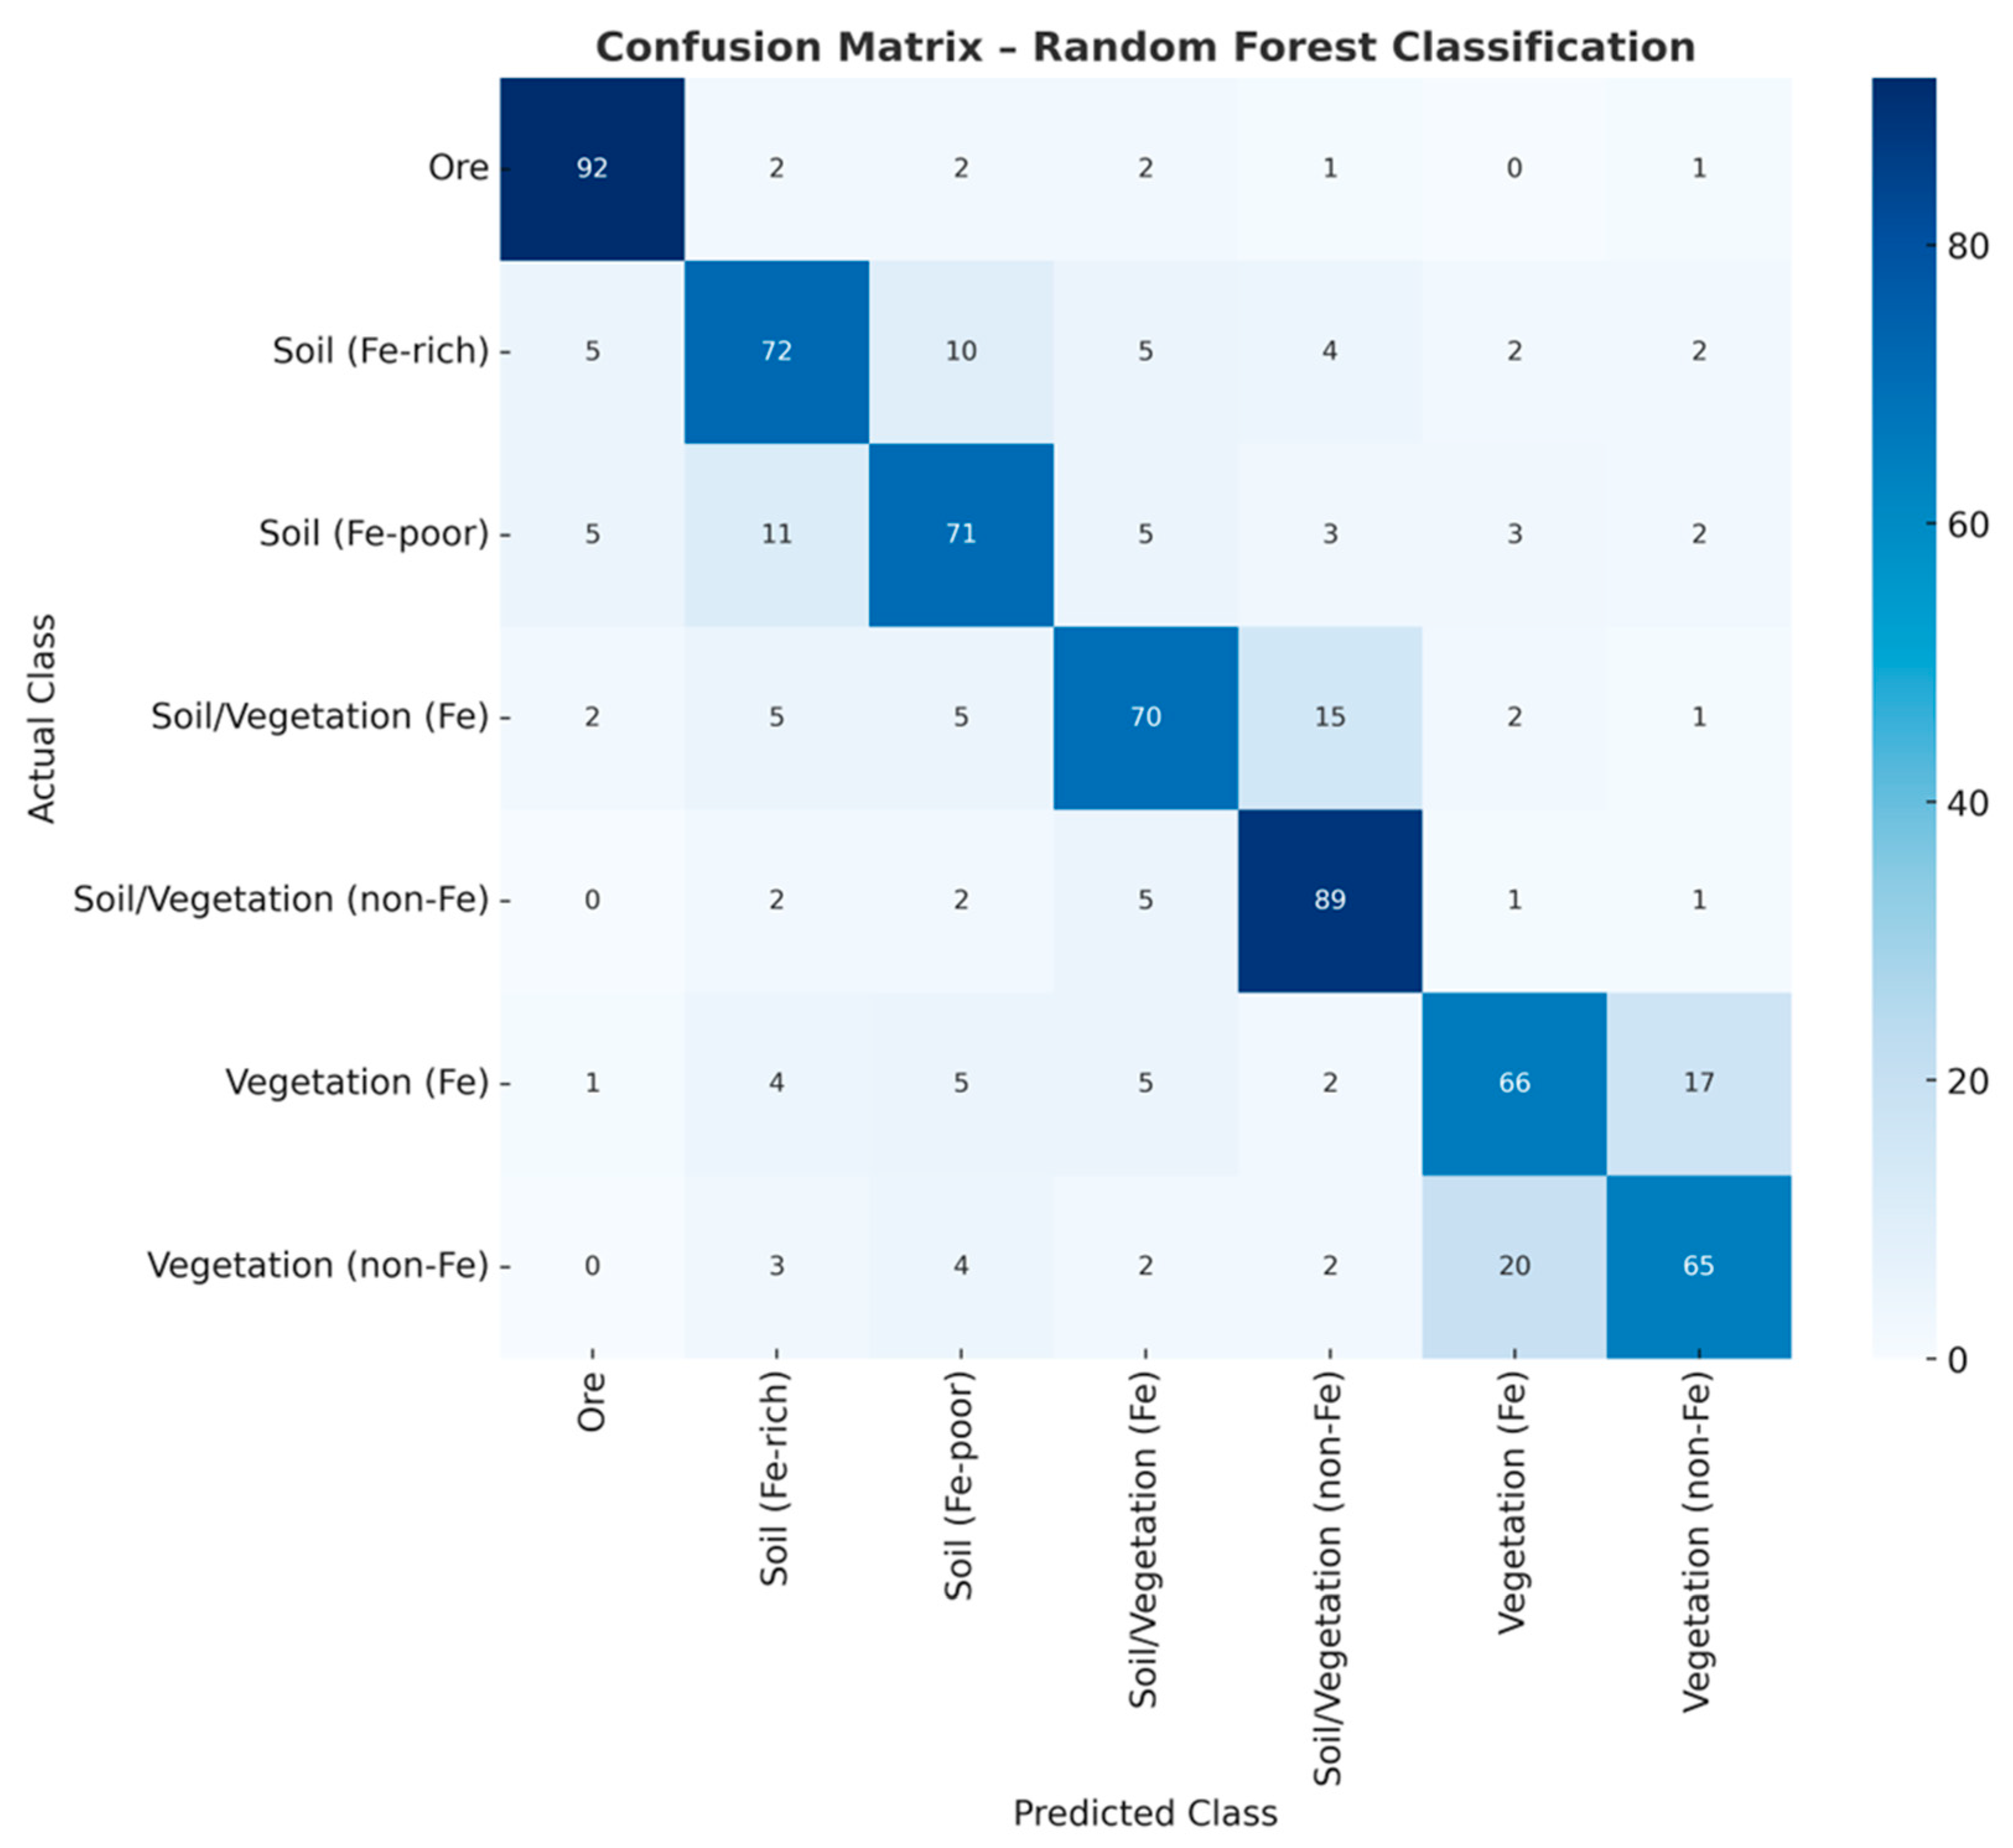 Confusion Matrix – Random Forest Classification
Ore 92 2 2 2 1 0 1
Soil (Fe-rich) 5 72 10 5 4 2 2
Soil (Fe-poor) 5 11 71 5 3 3 2
Soil/Vegetation (Fe) 2 5 5 70 15 2 1
Soil/Vegetation (non-Fe) 0 2 2 5 89 1 1
Vegetation (Fe) 1 4 5 5 2 66 17
Vegetation (non-Fe) 0 3 4 2 2 20 65
Actual Class
Ore
Soil (Fe-rich)
Soil (Fe-poor)
Soil/Vegetation (Fe)
Soil/Vegetation (non-Fe)
Vegetation (Fe)
Vegetation (non-Fe)
Predicted Class
80
60
40
20
0